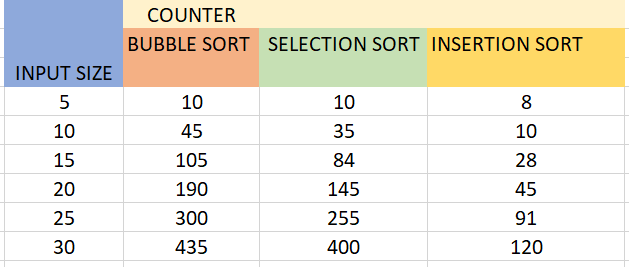 COUNTER
BUBBLE SORT SELECTION SORT INSERTION SORT
INPUT SIZE
5 10 10 8
10 45 35 10
15 105 84 28
20 190 145 45
25 300 255 91
30 435 400 120